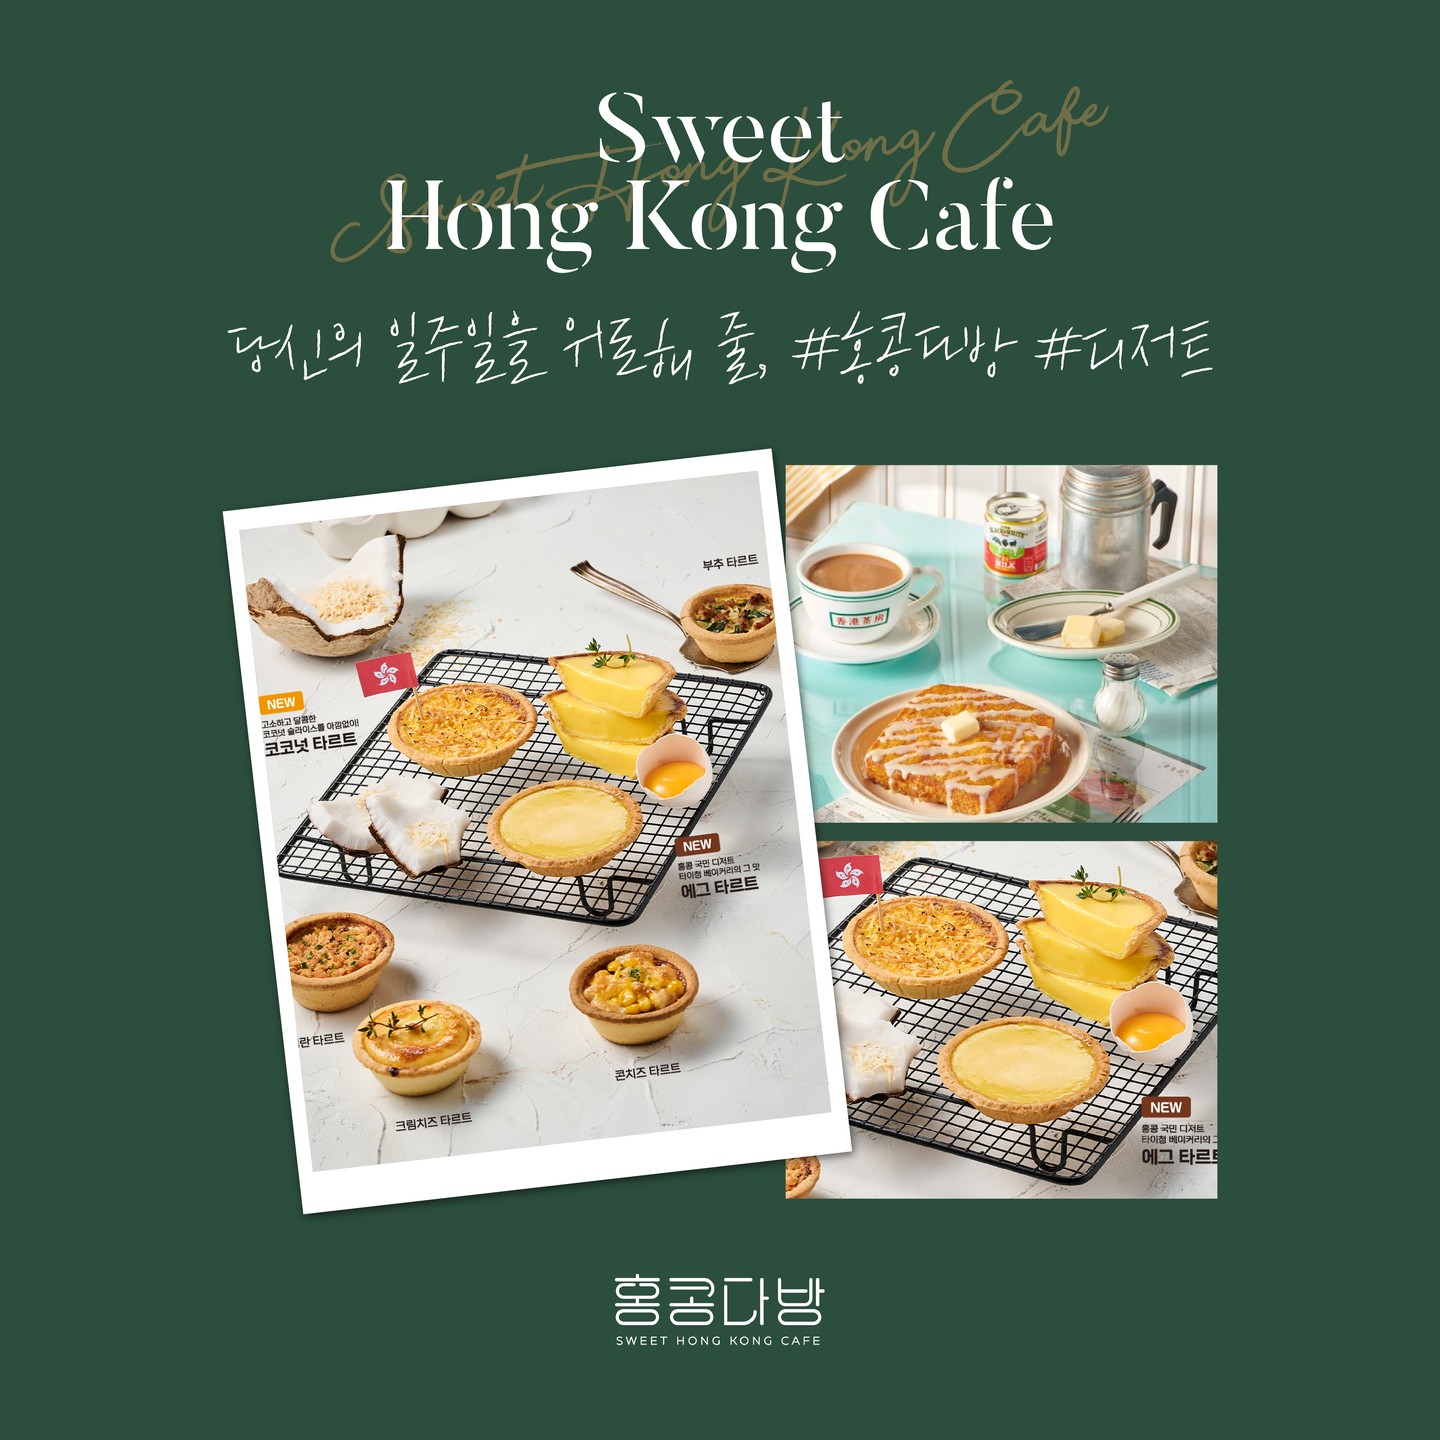 Sweet
Hong Kong Cafe
Sweet Hong Kong Cafe
당신의 일주일을 위로해 줄, #홍콩다방 #디저트
부추 타르트
NEW
고소하고 달콤한
코코넛 슬라이스를 아낌없이!
코코넛 타르트
NEW
홍콩 국민 디저트
타이청 베이커리의 그 맛
에그 타르트
란 타르트
콘치즈 타르트
크림치즈 타르트
香港茶房
MILK
NEW
홍콩 국민 디저트
타이청 베이커리의 그
에그 타르트
홍콩다방
SWEET HONG KONG CAFE